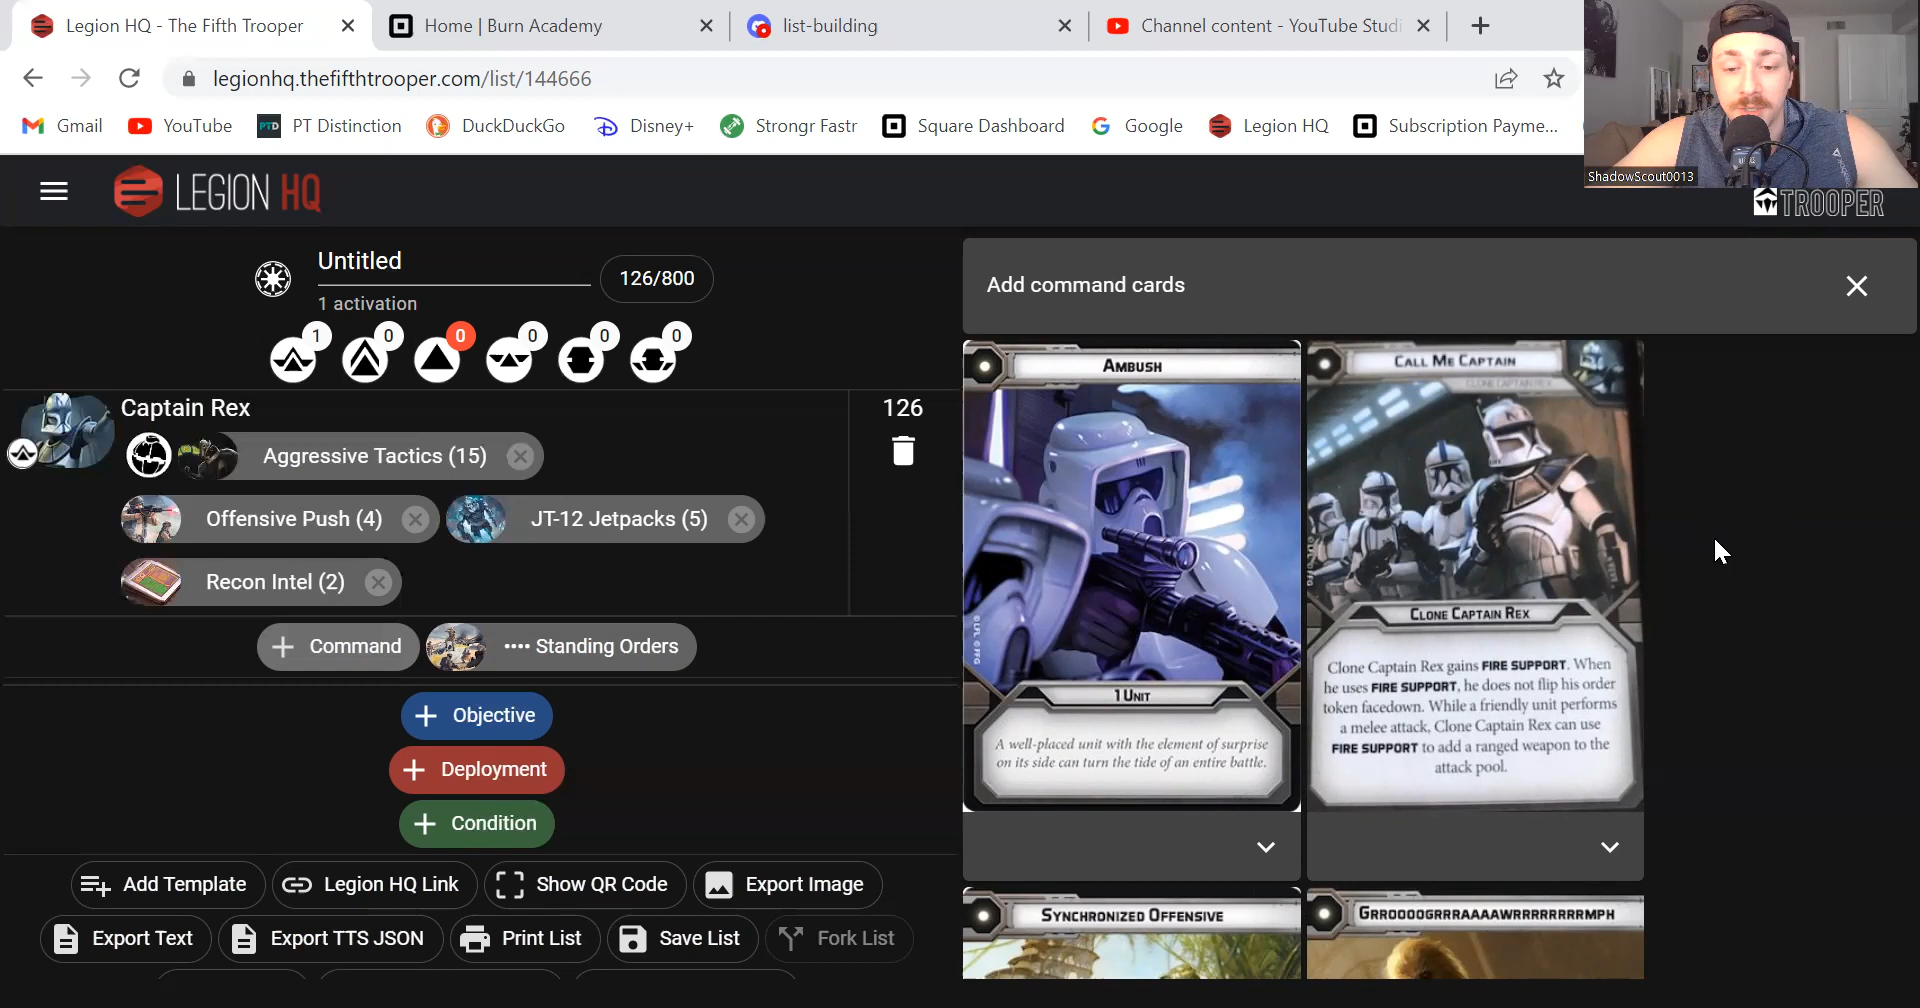 Legion HQ - The Fifth Trooper
Home | Burn Academy
list-building
Channel content - YouTube Studi
legionhq.thefifthtrooper.com/list/144666
Gmail
YouTube
PTD
PT Distinction
DuckDuckGo
Disney+
Strongr Fastr
Square Dashboard
Google
Legion HQ
Subscription Payme...
ShadowScout0013
LEGION HQ
TROOPER
Untitled
126/800
1 activation
1
0
0
0
0
0
Captain Rex
126
Aggressive Tactics (15)
Offensive Push (4)
JT-12 Jetpacks (5)
Recon Intel (2)
Command
•••• Standing Orders
Objective
Deployment
Condition
Add Template
Legion HQ Link
Show QR Code
Export Image
Export Text
Export TTS JSON
Print List
Save List
Fork List
Add command cards
AMBUSH
©LFL ©FFG
1 UNIT
A well-placed unit with the element of surprise
on its side can turn the tide of an entire battle.
CALL ME CAPTAIN
CLONE CAPTAIN REX
CLONE CAPTAIN REX
Clone Captain Rex gains FIRE SUPPORT. When
he uses FIRE SUPPORT, he does not flip his order
token facedown. While a friendly unit performs
a melee attack, Clone Captain Rex can use
FIRE SUPPORT to add a ranged weapon to the
attack pool.
SYNCHRONIZED OFFENSIVE
GRROOOOGRRRAAAAWRRRRRRRRMPH